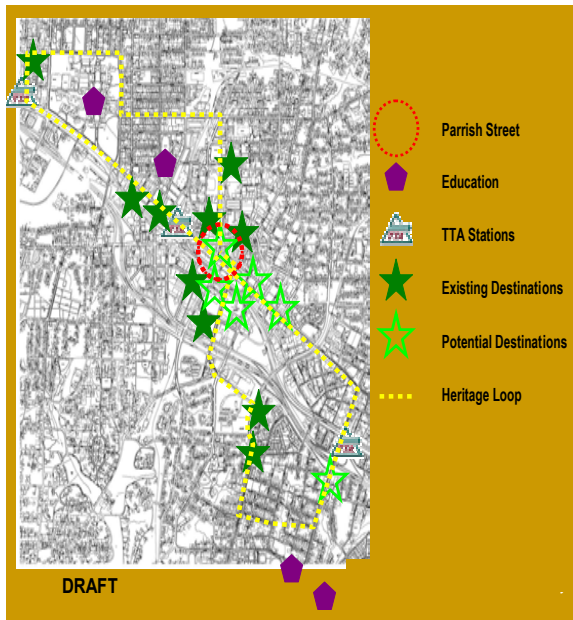 Parrish Street
Education
TTA Stations
Existing Destinations
Potential Destinations
Heritage Loop
DRAFT